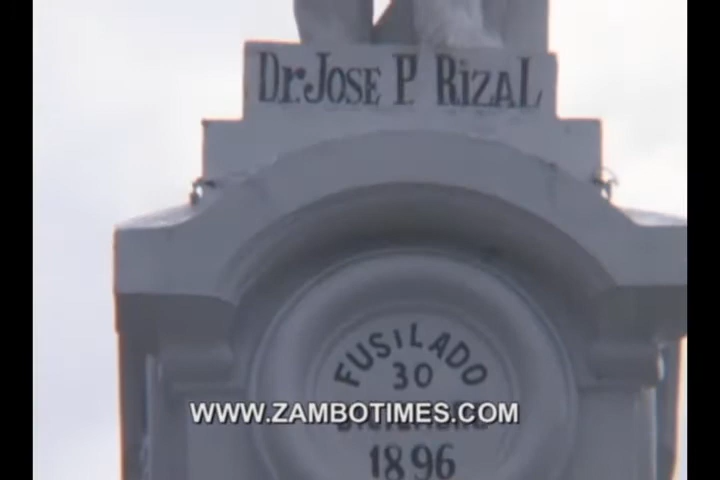 Dr. JOSE P. RIZAL
FUSILADO
30
WWW.ZAMBOTIMES.COM
1896